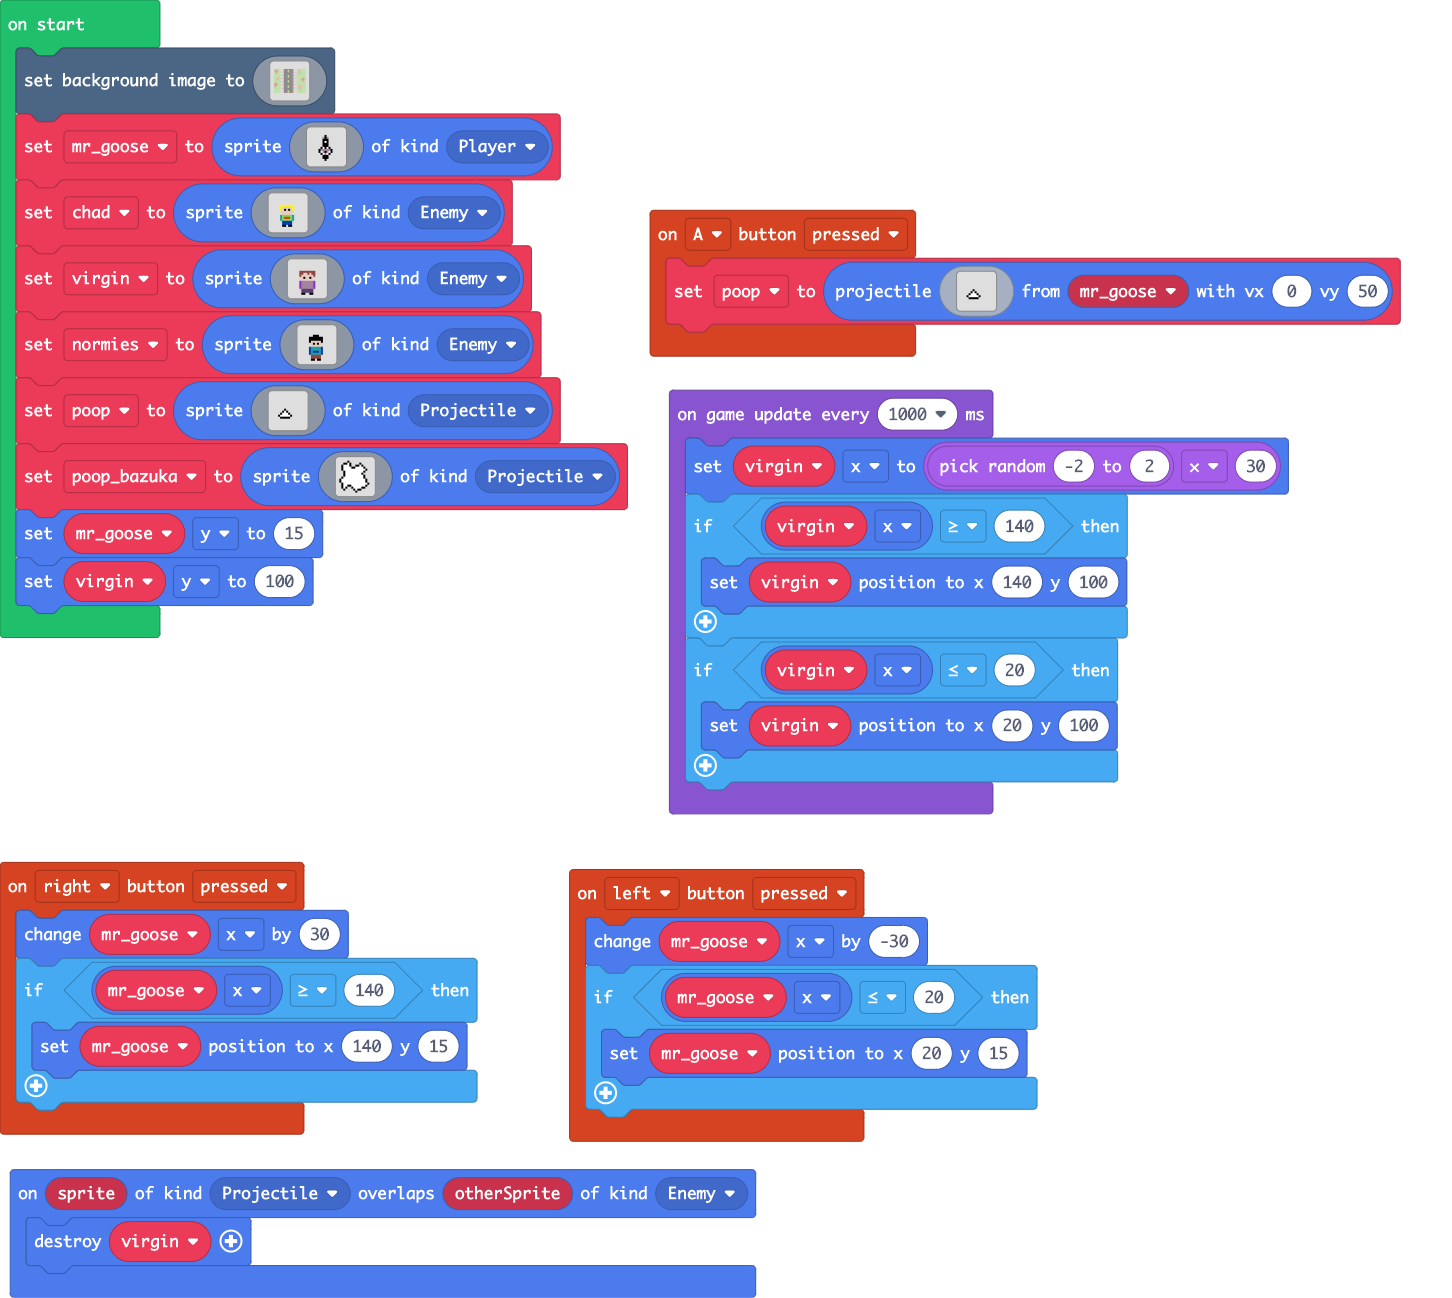 on start
set background image to
set mr_goose to sprite of kind Player
set chad to sprite of kind Enemy
set virgin to sprite of kind Enemy
set normies to sprite of kind Enemy
set poop to sprite of kind Projectile
set poop_bazuka to sprite of kind Projectile
set mr_goose y to 15
set virgin y to 100
on A button pressed
set poop to projectile from mr_goose with vx 0 vy 50
on game update every 1000 ms
set virgin x to pick random -2 to 2 × 30
if virgin x ≥ 140 then
set virgin position to x 140 y 100
if virgin x ≤ 20 then
set virgin position to x 20 y 100
on right button pressed
change mr_goose x by 30
if mr_goose x ≥ 140 then
set mr_goose position to x 140 y 15
on left button pressed
change mr_goose x by -30
if mr_goose x ≤ 20 then
set mr_goose position to x 20 y 15
on sprite of kind Projectile overlaps otherSprite of kind Enemy
destroy virgin